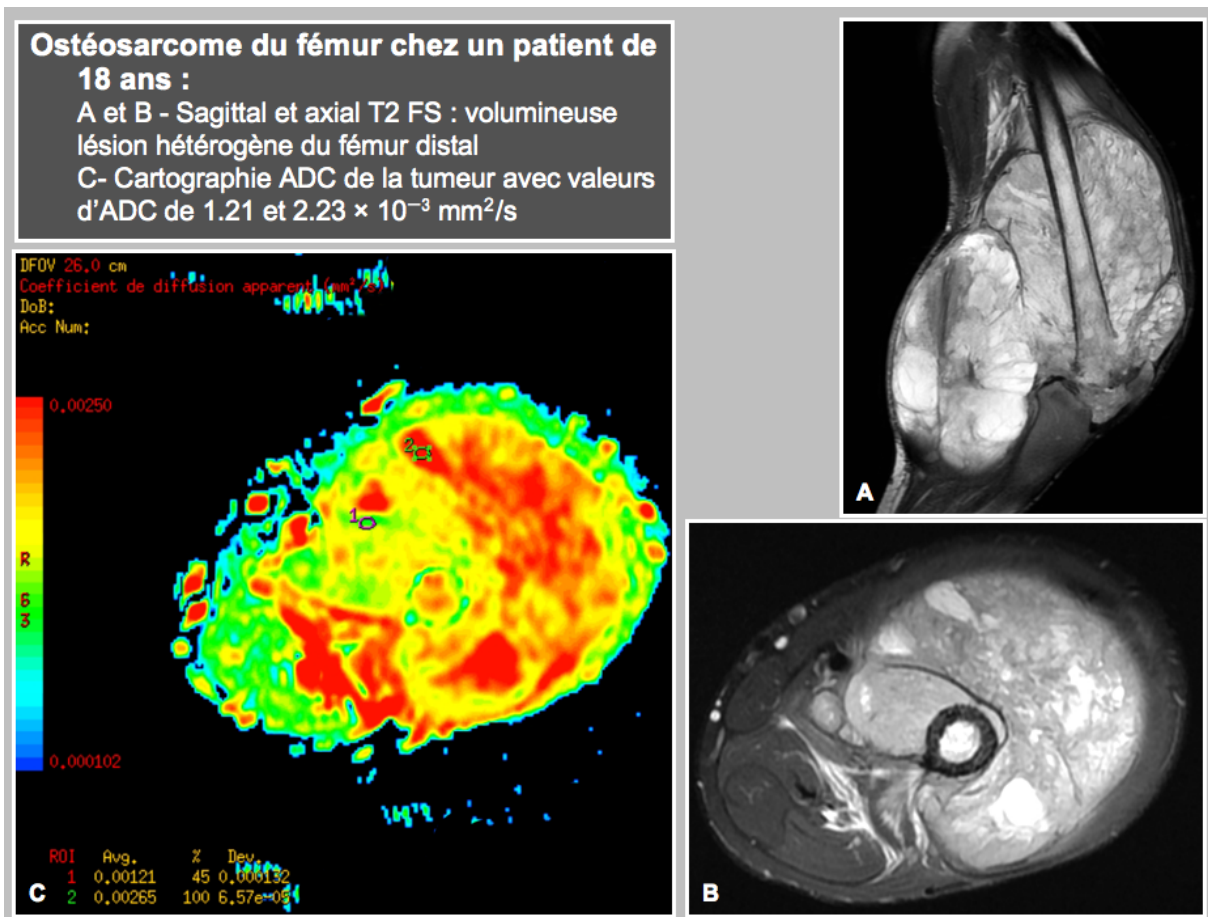 Ostéosarcome du fémur chez un patient de
18 ans :
A et B - Sagittal et axial T2 FS : volumineuse
lésion hétérogène du fémur distal
C- Cartographie ADC de la tumeur avec valeurs
d’ADC de 1.21 et 2.23 × 10−3 mm2/s
DFOV 26.0 cm
Coefficient de diffusion apparent (mm²/s)
DoB:
Acc Num:
0.00250
2
1
R
6
3
0.000102
ROI Avg. % Dev.
1 0.00121 45 0.000132
2 0.00265 100 6.57e-05
C
A
B